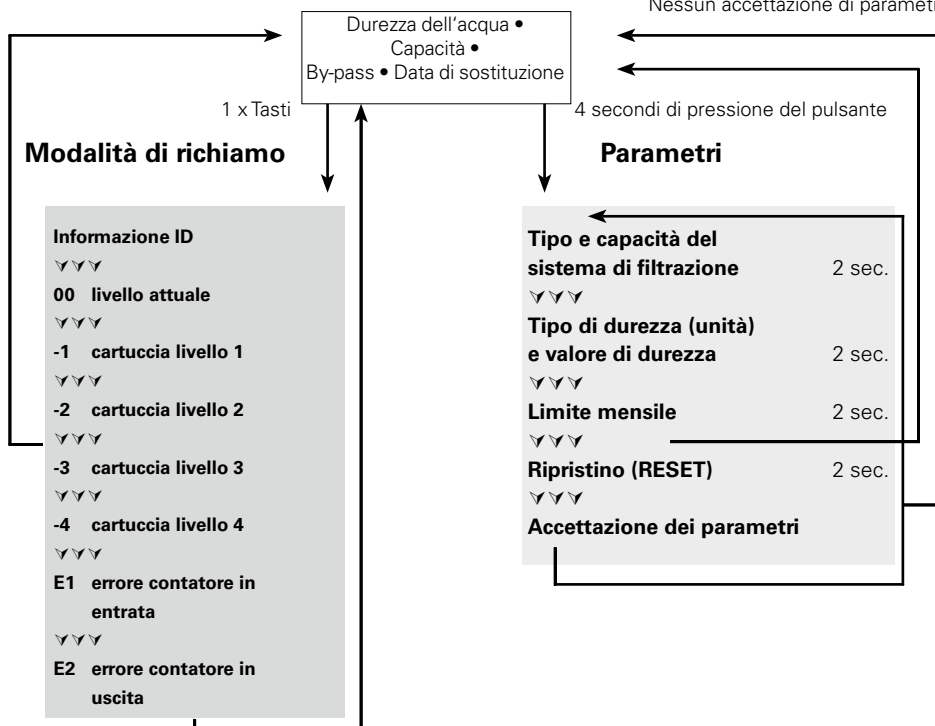 Nessun accettazione di parametri
Durezza dell'acqua •
Capacità •
By-pass • Data di sostituzione
1 x Tasti
4 secondi di pressione del pulsante
Modalità di richiamo
Parametri
Informazione ID
00 livello attuale
-1 cartuccia livello 1
-2 cartuccia livello 2
-3 cartuccia livello 3
-4 cartuccia livello 4
E1 errore contatore in
entrata
E2 errore contatore in
uscita
Tipo e capacità del
sistema di filtrazione 2 sec.
Tipo di durezza (unità)
e valore di durezza 2 sec.
Limite mensile 2 sec.
Ripristino (RESET) 2 sec.
Accettazione dei parametri